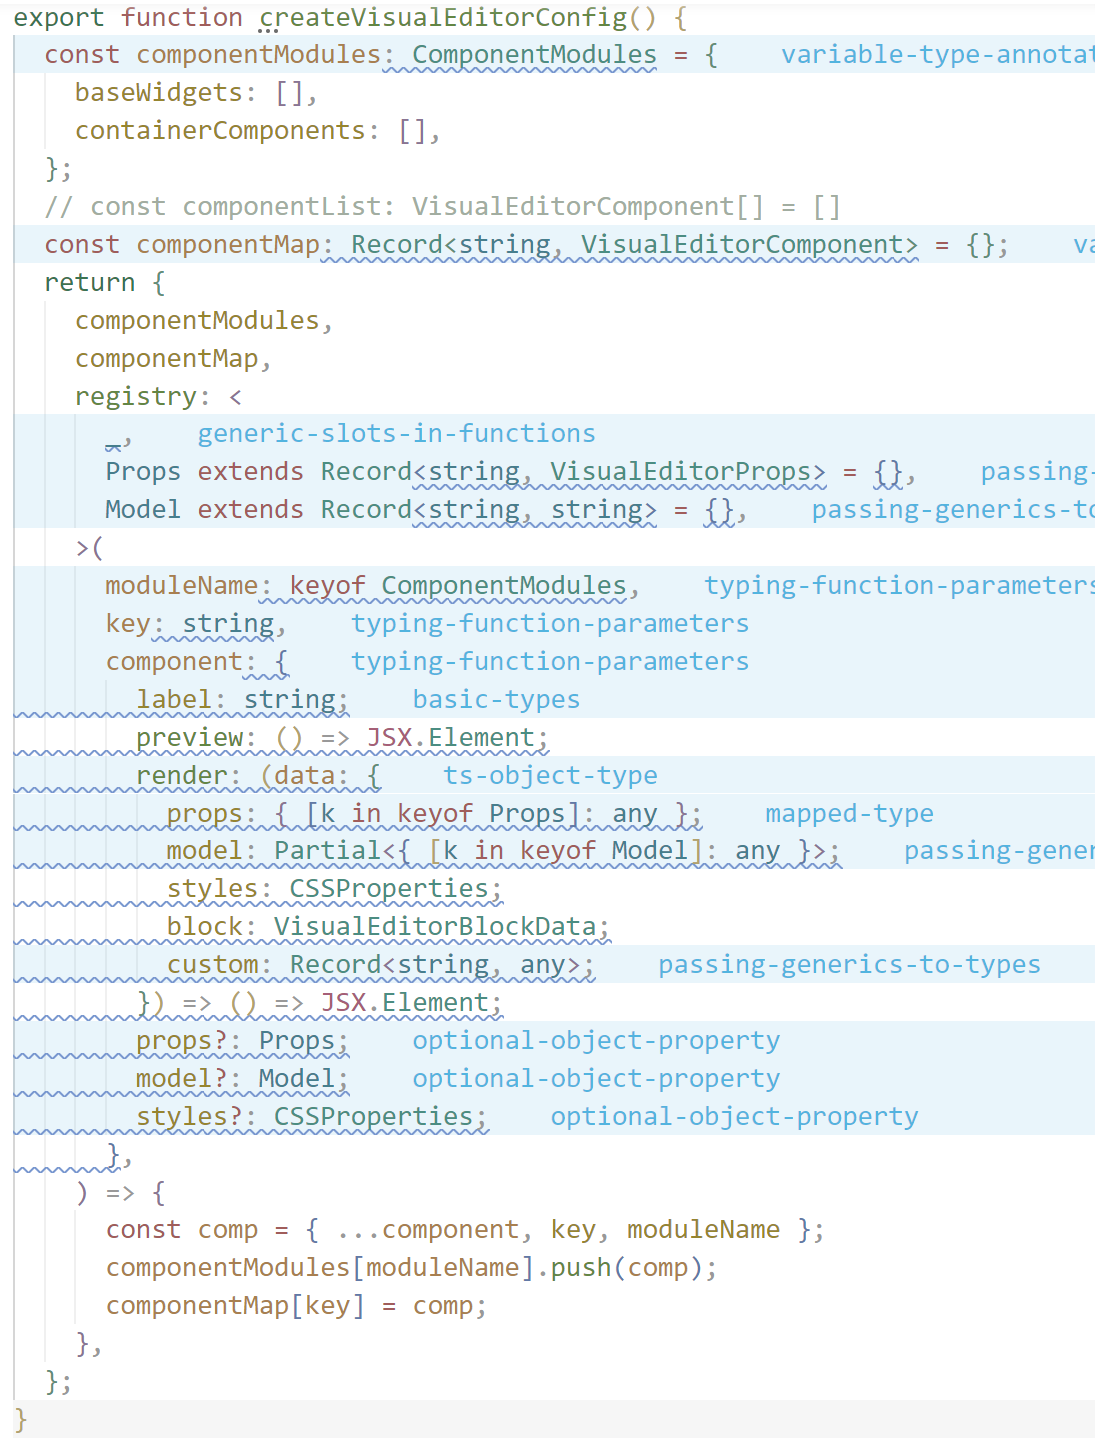 export function createVisualEditorConfig() {
  const componentModules: ComponentModules = {    variable-type-annotat
    baseWidgets: [],
    containerComponents: [],
  };
  // const componentList: VisualEditorComponent[] = []
  const componentMap: Record<string, VisualEditorComponent> = {};    va
  return {
    componentModules,
    componentMap,
    registry: <
      _,    generic-slots-in-functions
      Props extends Record<string, VisualEditorProps> = {},    passing-
      Model extends Record<string, string> = {},    passing-generics-to
    >(
      moduleName: keyof ComponentModules,    typing-function-parameters
      key: string,    typing-function-parameters
      component: {    typing-function-parameters
        label: string;    basic-types
        preview: () => JSX.Element;
        render: (data: {    ts-object-type
          props: { [k in keyof Props]: any };    mapped-type
          model: Partial<{ [k in keyof Model]: any }>;    passing-gener
          styles: CSSProperties;
          block: VisualEditorBlockData;
          custom: Record<string, any>;    passing-generics-to-types
        }) => () => JSX.Element;
        props?: Props;    optional-object-property
        model?: Model;    optional-object-property
        styles?: CSSProperties;    optional-object-property
      },
    ) => {
      const comp = { ...component, key, moduleName };
      componentModules[moduleName].push(comp);
      componentMap[key] = comp;
    },
  };
}